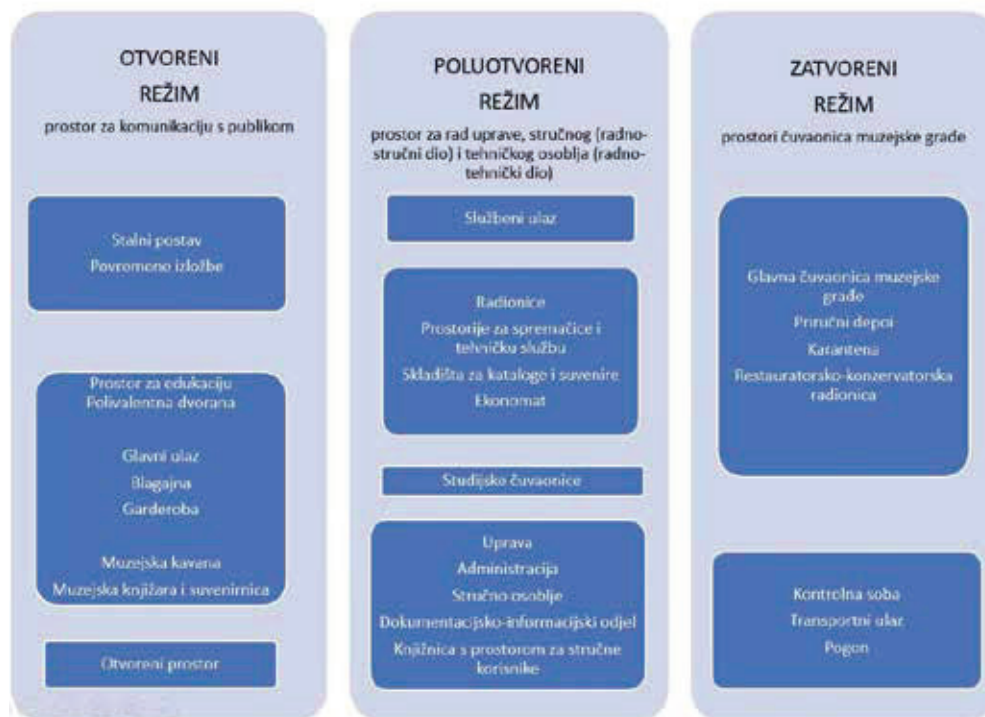 OTVORENI
REŽIM
prostor za komunikaciju s publikom
Stalni postav
Povremene izložbe
Prostor za edukaciju
Polivalentna dvorana
Glavni ulaz
Blagajna
Garderoba
Muzejska kavana
Muzejska knjižara i suvenirnica
Otvoreni prostor
POLUOTVORENI
REŽIM
prostor za rad uprave, stručnog (radno-
stručni dio) i tehničkog osoblja (radno-
tehnički dio)
Službeni ulaz
Radionice
Prostorije za spremačice i
tehničku službu
Skladišta za kataloge i suvenire
Ekonomat
Studijske čuvaonice
Uprava
Administracija
Stručno osoblje
Dokumentacijsko-informacijski odjel
Knjižnica s prostorom za stručne
korisnike
ZATVORENI
REŽIM
prostori čuvaonica muzejske građe
Glavna čuvaonica muzejske
građe
Priručni depoi
Karantena
Restauratorsko-konzervatorska
radionica
Kontrolna soba
Transportni ulaz
Pogon